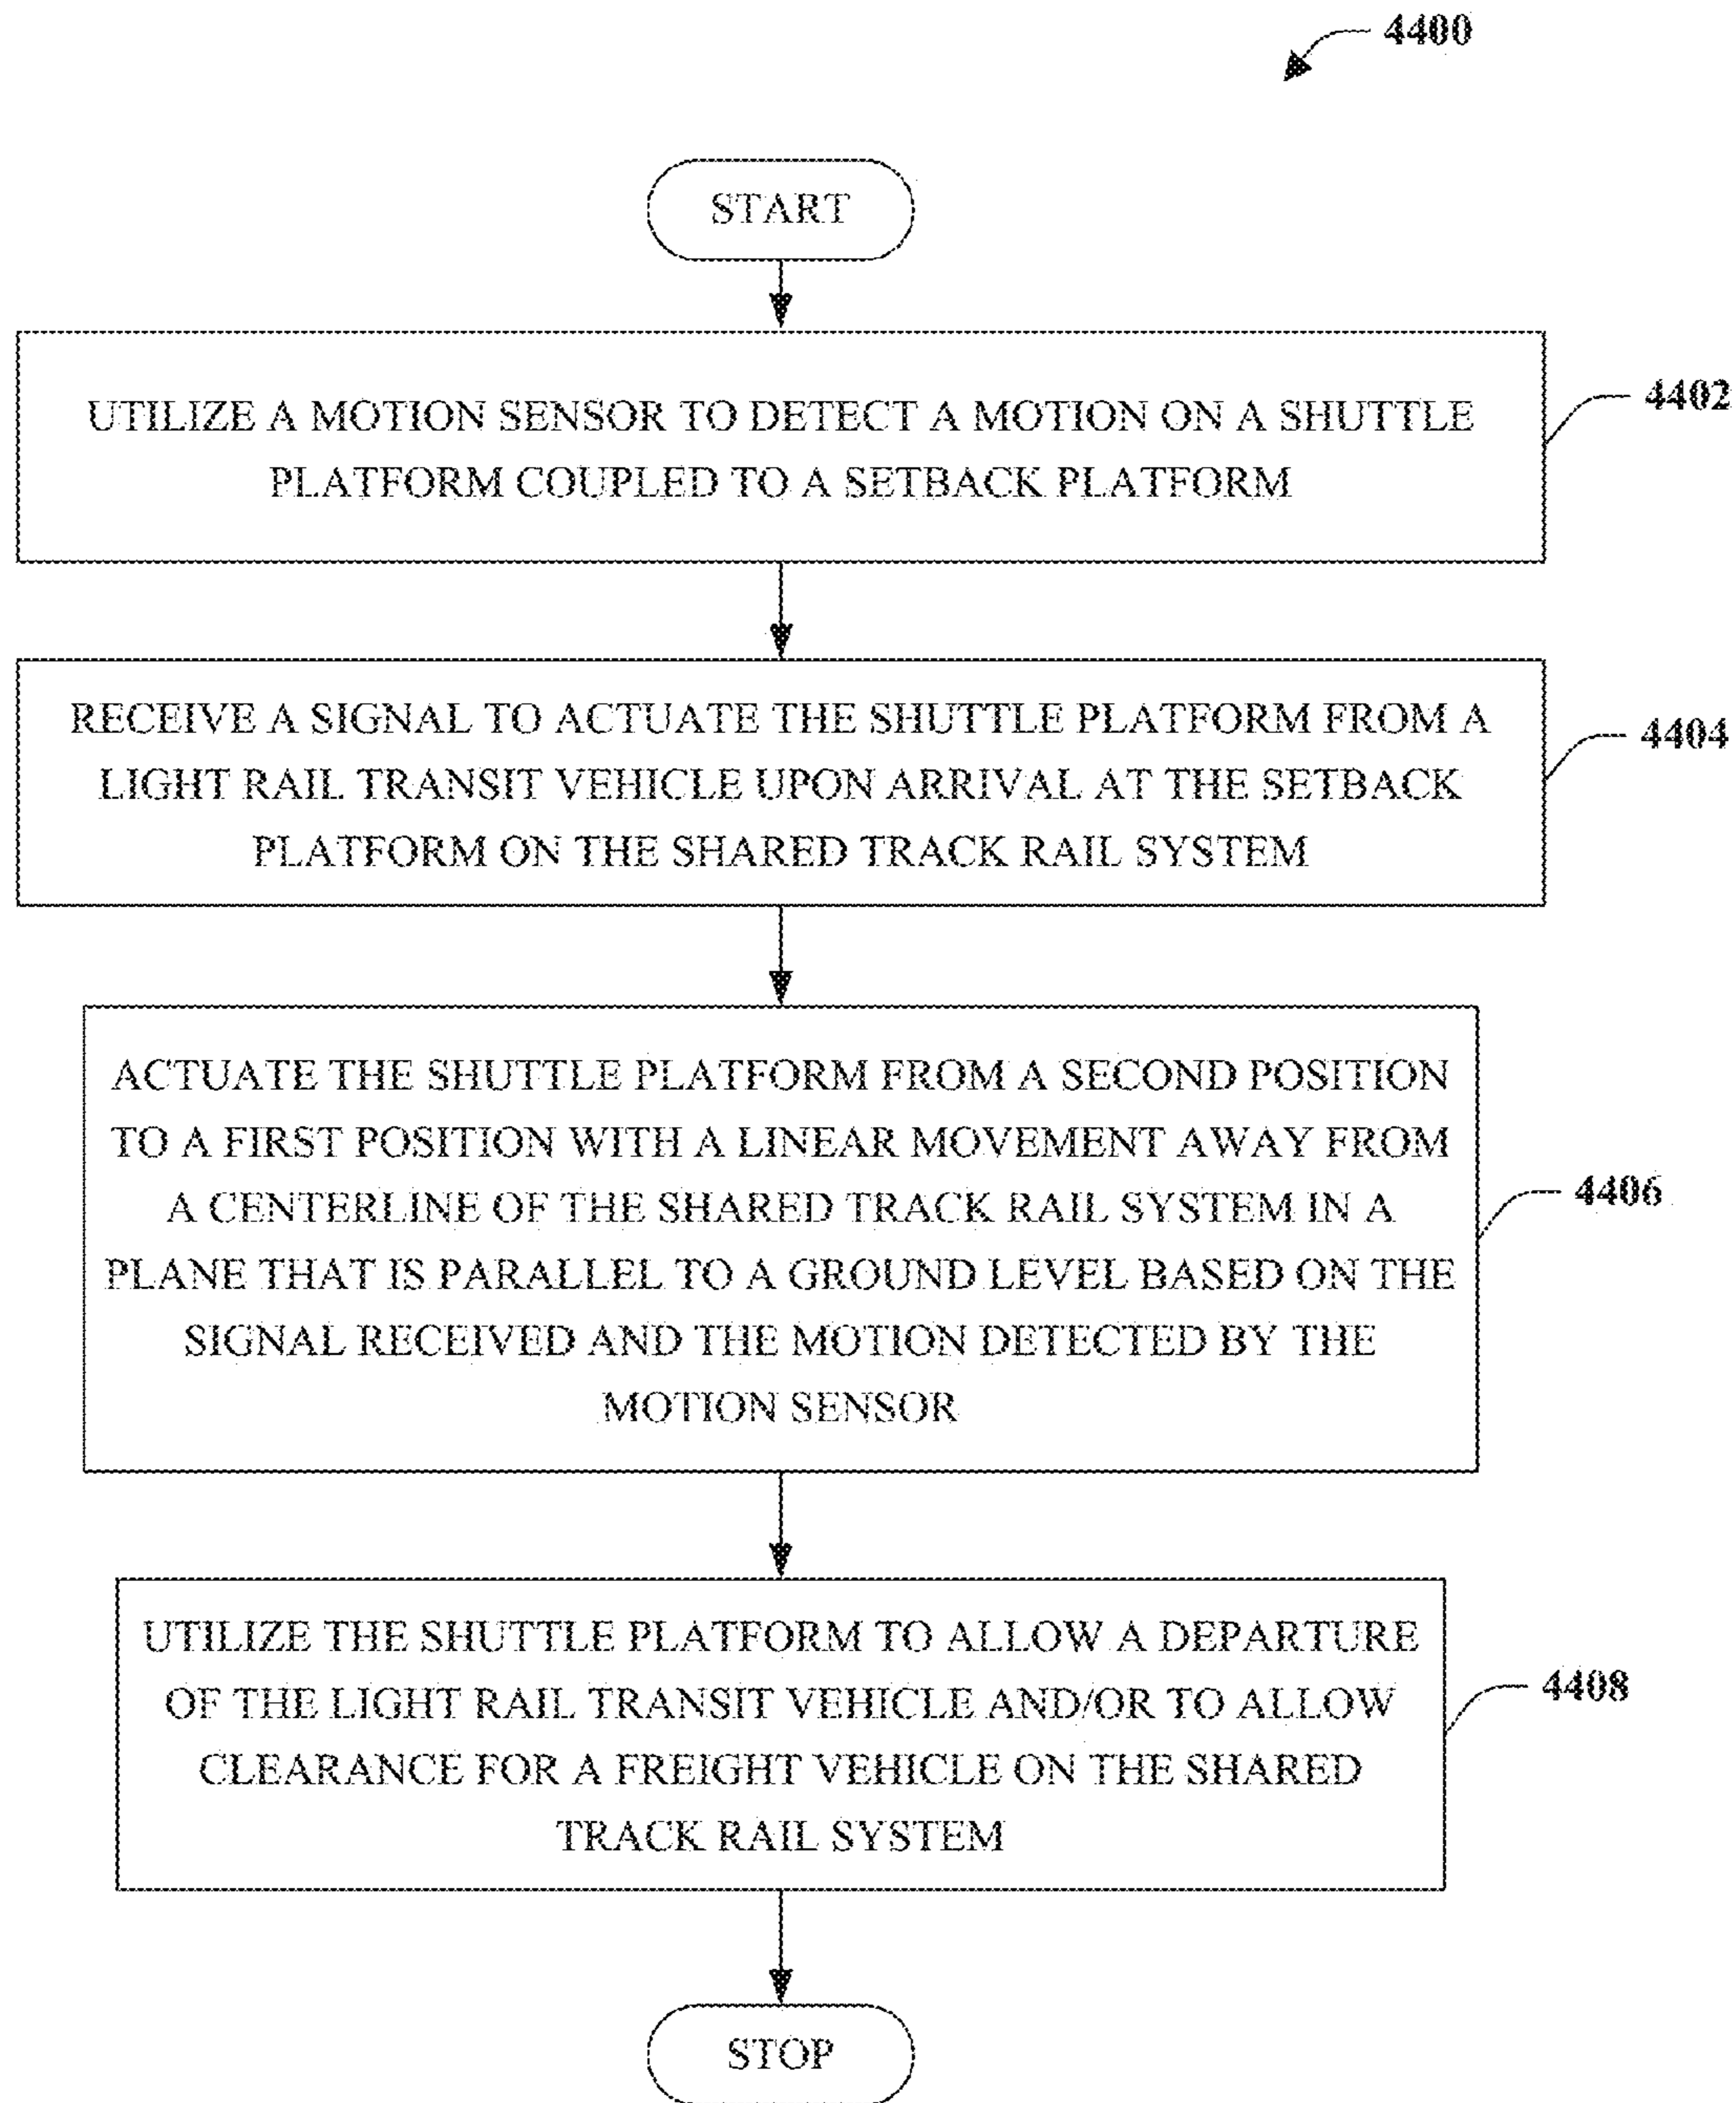 4400
START
UTILIZE A MOTION SENSOR TO DETECT A MOTION ON A SHUTTLE
PLATFORM COUPLED TO A SETBACK PLATFORM
4402
RECEIVE A SIGNAL TO ACTUATE THE SHUTTLE PLATFORM FROM A
LIGHT RAIL TRANSIT VEHICLE UPON ARRIVAL AT THE SETBACK
PLATFORM ON THE SHARED TRACK RAIL SYSTEM
4404
ACTUATE THE SHUTTLE PLATFORM FROM A SECOND POSITION
TO A FIRST POSITION WITH A LINEAR MOVEMENT AWAY FROM
A CENTERLINE OF THE SHARED TRACK RAIL SYSTEM IN A
PLANE THAT IS PARALLEL TO A GROUND LEVEL BASED ON THE
SIGNAL RECEIVED AND THE MOTION DETECTED BY THE
MOTION SENSOR
4406
UTILIZE THE SHUTTLE PLATFORM TO ALLOW A DEPARTURE
OF THE LIGHT RAIL TRANSIT VEHICLE AND/OR TO ALLOW
CLEARANCE FOR A FREIGHT VEHICLE ON THE SHARED
TRACK RAIL SYSTEM
4408
STOP